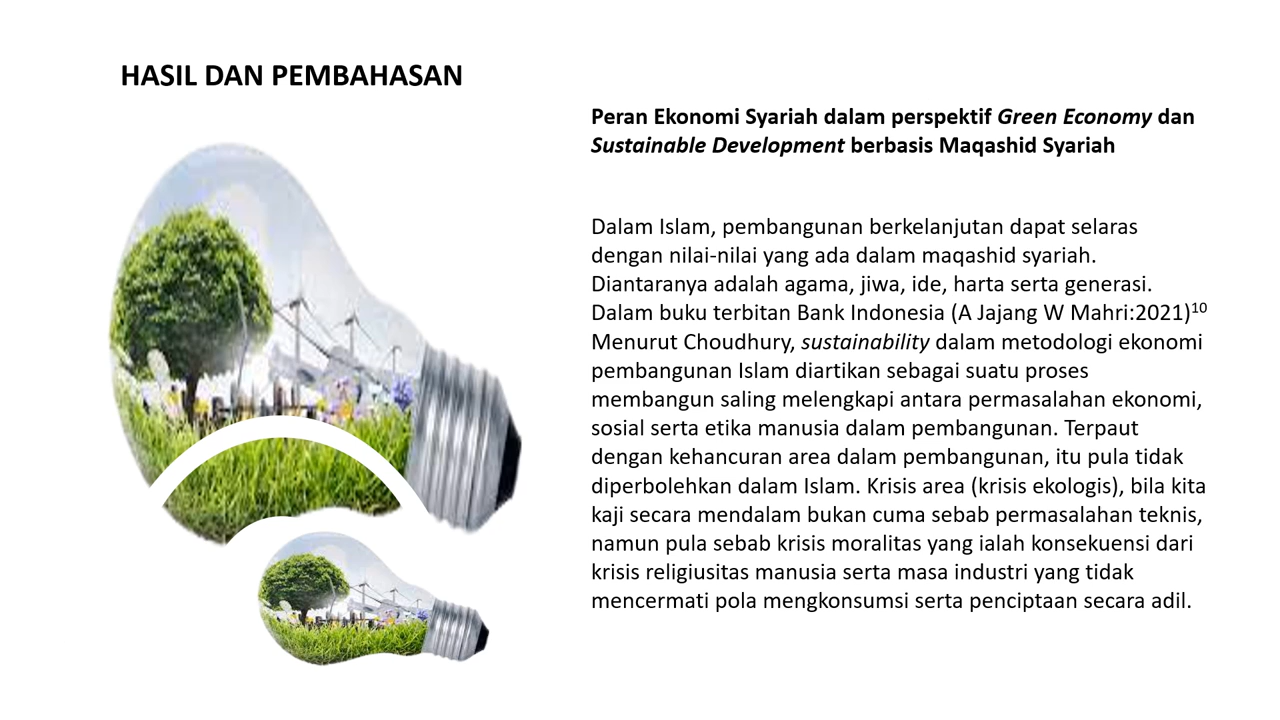 HASIL DAN PEMBAHASAN
Peran Ekonomi Syariah dalam perspektif Green Economy dan
Sustainable Development berbasis Maqashid Syariah
Dalam Islam, pembangunan berkelanjutan dapat selaras
dengan nilai-nilai yang ada dalam maqashid syariah.
Diantaranya adalah agama, jiwa, ide, harta serta generasi.
Dalam buku terbitan Bank Indonesia (A Jajang W Mahri:2021)¹⁰
Menurut Choudhury, sustainability dalam metodologi ekonomi
pembangunan Islam diartikan sebagai suatu proses
membangun saling melengkapi antara permasalahan ekonomi,
sosial serta etika manusia dalam pembangunan. Terpaut
dengan kehancuran area dalam pembangunan, itu pula tidak
diperbolehkan dalam Islam. Krisis area (krisis ekologis), bila kita
kaji secara mendalam bukan cuma sebab permasalahan teknis,
namun pula sebab krisis moralitas yang ialah konsekuensi dari
krisis religiusitas manusia serta masa industri yang tidak
mencermati pola mengkonsumsi serta penciptaan secara adil.